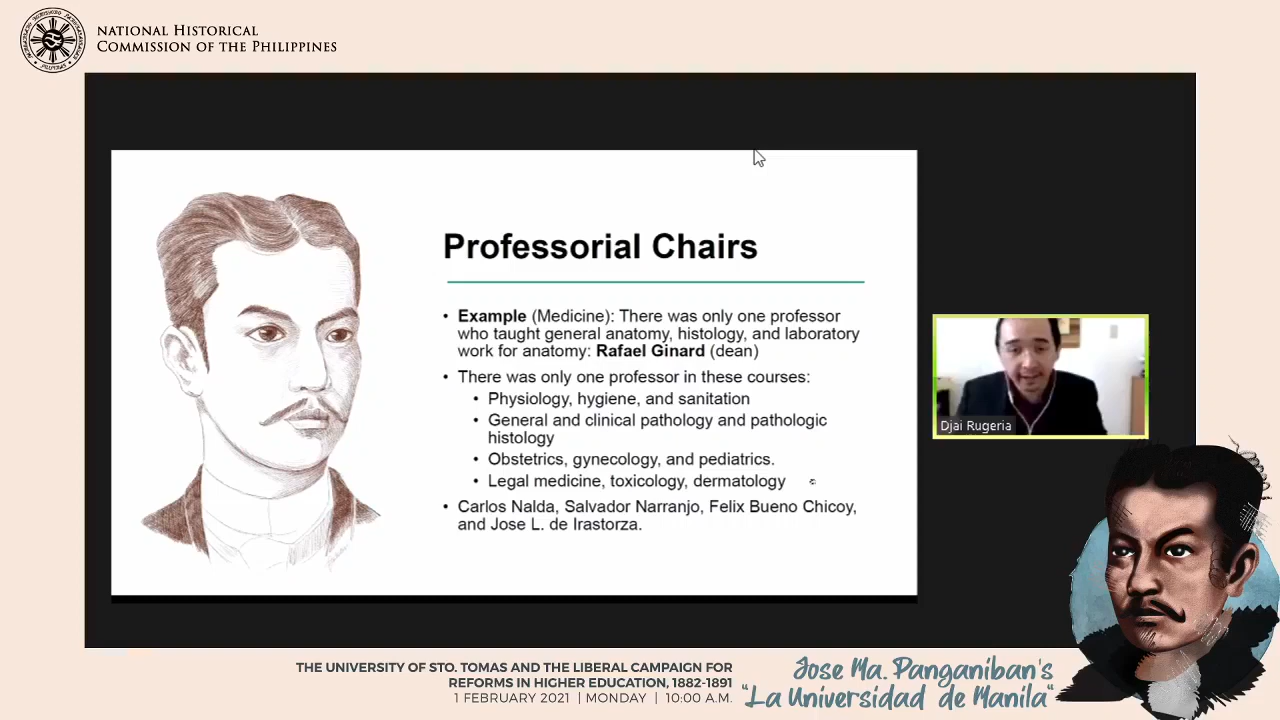 NATIONAL HISTORICAL
COMMISSION OF THE PHILIPPINES
Professorial Chairs
• Example (Medicine): There was only one professor
who taught general anatomy, histology, and laboratory
work for anatomy: Rafael Ginard (dean)
• There was only one professor in these courses:
• Physiology, hygiene, and sanitation
• General and clinical pathology and pathologic
histology
• Obstetrics, gynecology, and pediatrics.
• Legal medicine, toxicology, dermatology
• Carlos Nalda, Salvador Narranjo, Felix Bueno Chicoy,
and Jose L. de Irastorza.
Djai Rugeria
THE UNIVERSITY OF STO. TOMAS AND THE LIBERAL CAMPAIGN FOR
REFORMS IN HIGHER EDUCATION, 1882-1891
1 FEBRUARY 2021 | MONDAY | 10:00 A.M.
Jose Ma. Panganiban's
"La Universidad de Manila"